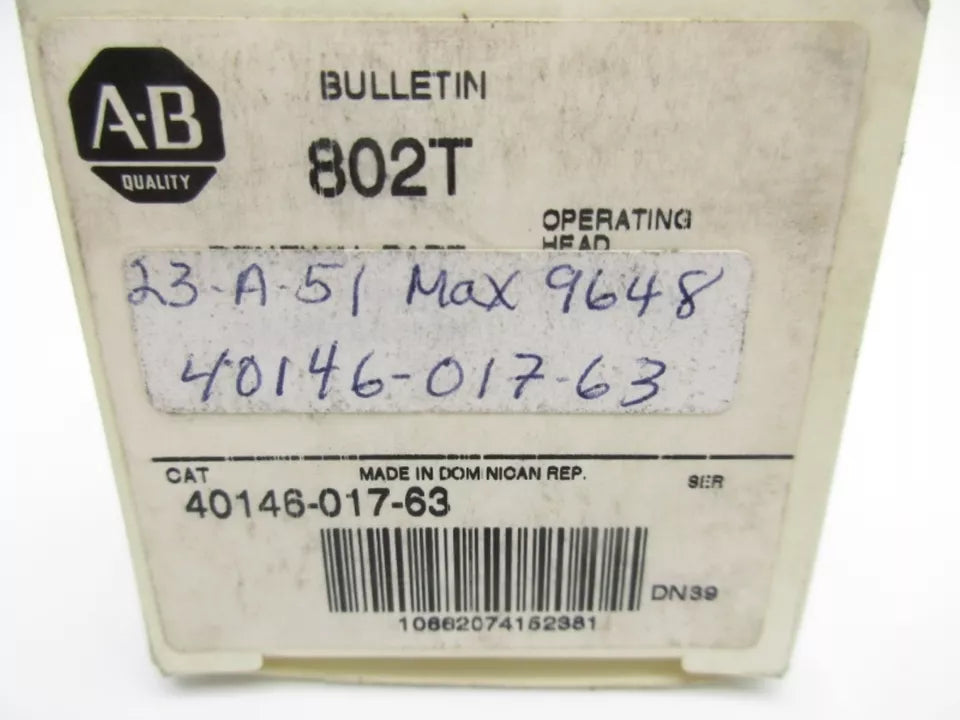 A-B
QUALITY
BULLETIN
802T
OPERATING
HEAD
23-A-51 Max 9648
40146-017-63
CAT
MADE IN DOMINICAN REP.
SER
40146-017-63
DN39
10662074152381